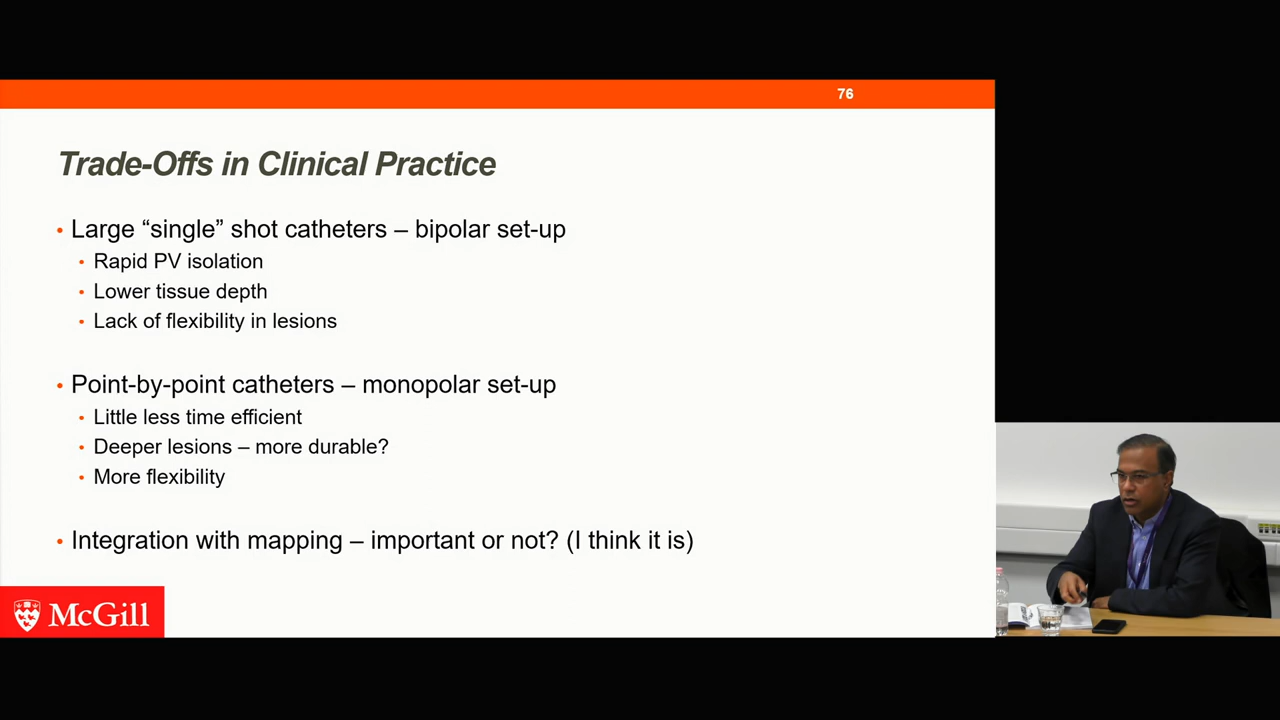 76
Trade-Offs in Clinical Practice
• Large “single” shot catheters – bipolar set-up
• Rapid PV isolation
• Lower tissue depth
• Lack of flexibility in lesions
• Point-by-point catheters – monopolar set-up
• Little less time efficient
• Deeper lesions – more durable?
• More flexibility
• Integration with mapping – important or not? (I think it is)
McGill